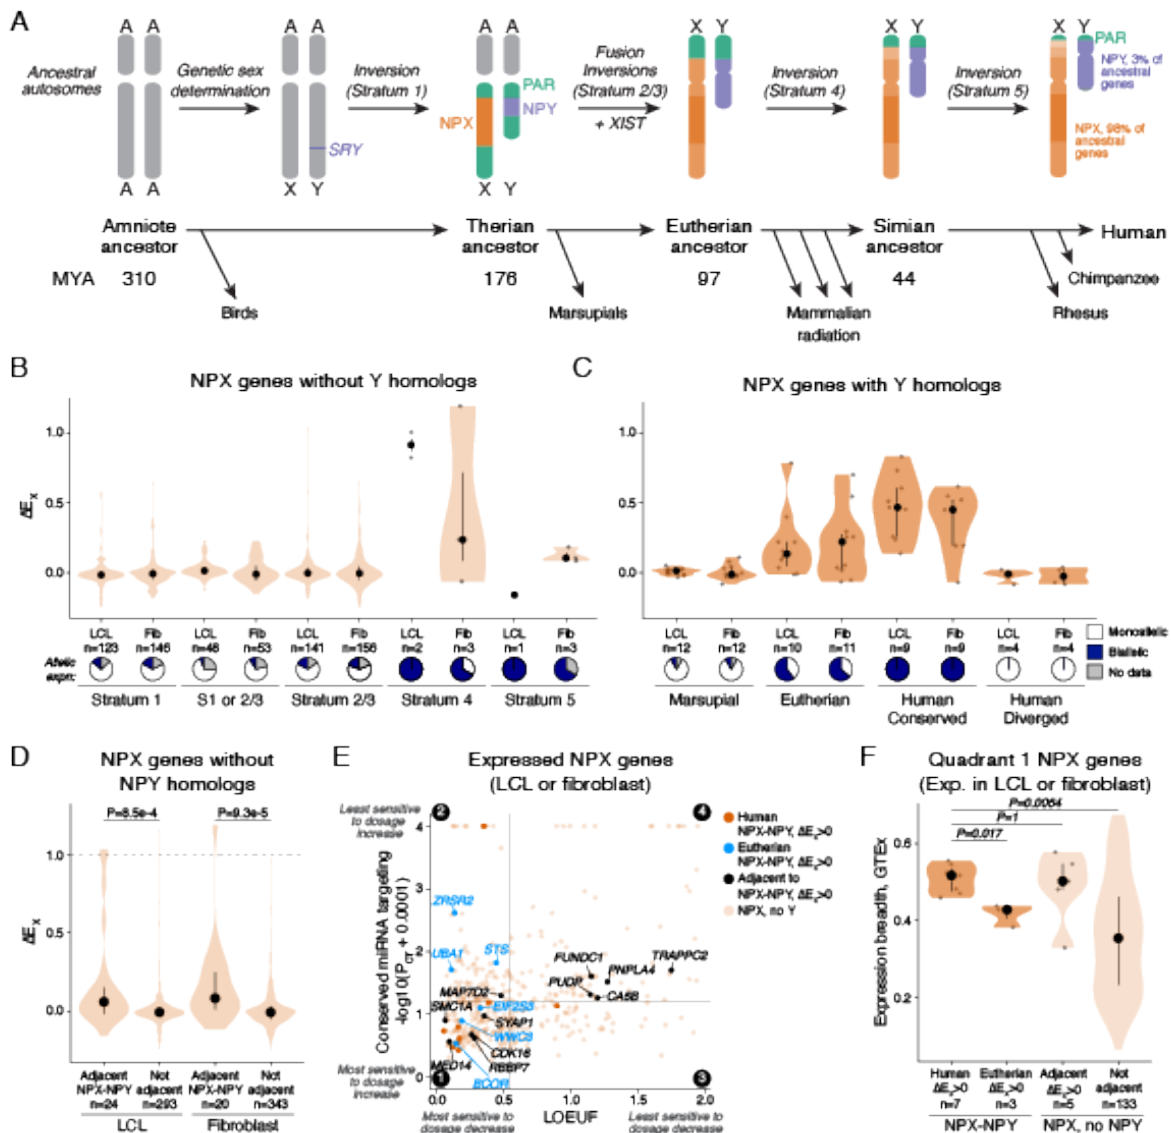 A
Ancestral
autosomes
A A
A A
Genetic sex
determination
A A
SRY
X Y
Inversion
(Stratum 1)
A A
PAR
NPX
NPY
X Y
Fusion
Inversions
(Stratum 2/3)
+ XIST
X Y
Inversion
(Stratum 4)
X Y
Inversion
(Stratum 5)
X Y
PAR
NPY, 3% of
ancestral
genes
NPX, 98% of
ancestral
genes
Amniote
ancestor
Therian
ancestor
Eutherian
ancestor
Simian
ancestor
Human
MYA 310 176 97 44
Chimpanzee
Birds
Marsupials
Mammalian
radiation
Rhesus
B
NPX genes without Y homologs
ΔEX
1.0
0.5
0.0
LCL Fib LCL Fib LCL Fib LCL Fib LCL Fib
n=123 n=146 n=46 n=53 n=141 n=156 n=2 n=3 n=1 n=3
Allelic
expn:
Stratum 1 S1 or 2/3 Stratum 2/3 Stratum 4 Stratum 5
C
NPX genes with Y homologs
1.0
0.5
0.0
LCL Fib LCL Fib LCL Fib LCL Fib
n=12 n=12 n=10 n=11 n=9 n=9 n=4 n=4
Monoallelic
Biallelic
No data
Marsupial Eutherian Human
Conserved Human
Diverged
D
NPX genes without
NPY homologs
P=8.5e-4 P=9.3e-5
ΔEX
1.0
0.5
0.0
Adjacent
NPX-NPY
n=24
Not
adjacent
n=293
Adjacent
NPX-NPY
n=20
Not
adjacent
n=343
LCL Fibroblast
E
Expressed NPX genes
(LCL or fibroblast)
Least sensitive
to dosage
increase
2
4
Conserved miRNA targeting
-log10(PCT + 0.0001)
4
3
2
1
0
ZRSR2
UBA1
STS
FUNDC1
TRAPPC2
PNPLA4
PUDP
CA5B
MAP7D2
SMC1A
EIF2S3
SYAP1
WWC3
CDK16
RBBP7
MED14
BCOR
Most sensitive
to dosage
increase
1
3
0.0 0.5 1.0 1.5 2.0
Most sensitive to
dosage decrease
LOEUF
Least sensitive to
dosage decrease
Human
NPX-NPY, ΔEX>0
Eutherian
NPX-NPY, ΔEX>0
Adjacent to
NPX-NPY, ΔEX>0
NPX, no Y
F
Quadrant 1 NPX genes
(Exp. in LCL or fibroblast)
P=0.0064
P=1
P=0.017
Expression breadth, GTEx
0.6
0.4
0.2
Human
ΔEX>0
n=7
Eutherian
ΔEX>0
n=3
Adjacent
ΔEX>0
n=5
Not
adjacent
n=133
NPX-NPY NPX, no NPY